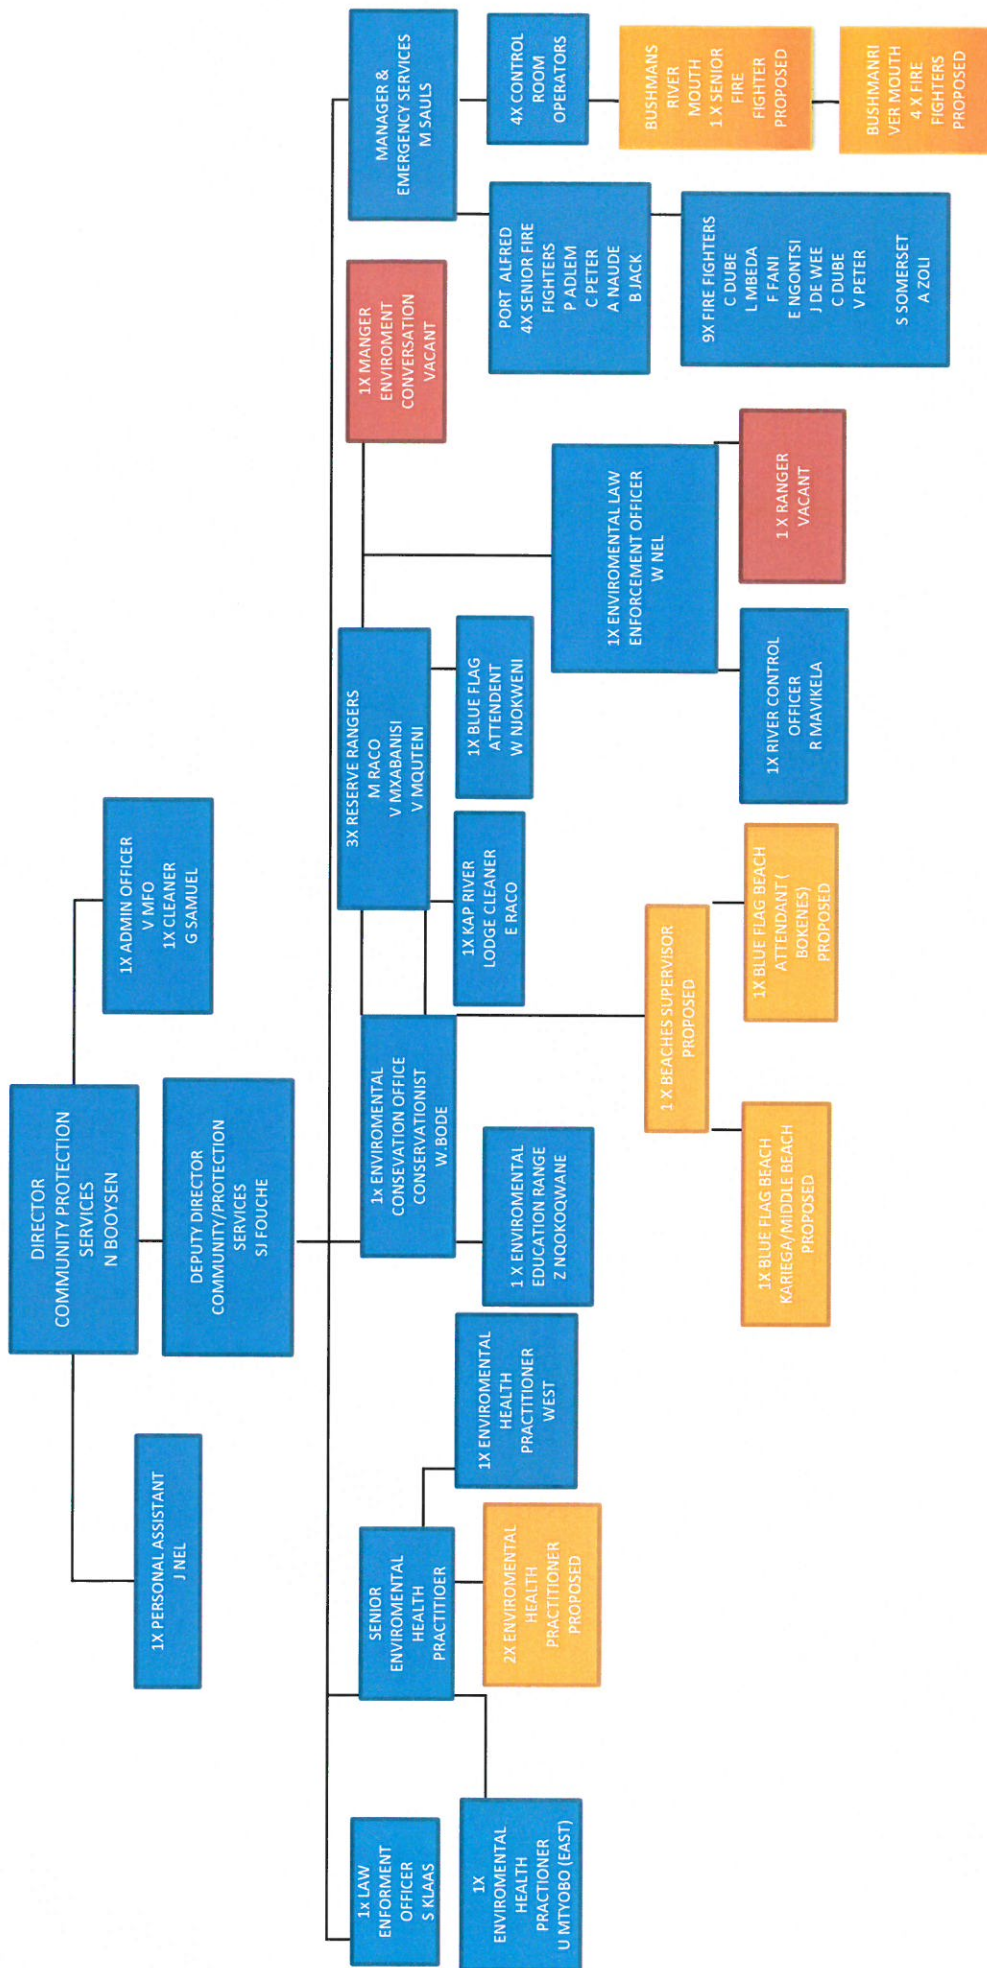 DIRECTOR
COMMUNITY PROTECTION
SERVICES
N BOOYSEN
1X PERSONAL ASSISTANT
J NEL
1X ADMIN OFFICER
V MFO
1X CLEANER
G SAMUEL
DEPUTY DIRECTOR
COMMUNITY/PROTECTION
SERVICES
SJ FOUCHE
1x LAW
ENFORMENT
OFFICER
S KLAAS
SENIOR
ENVIROMENTAL
HEALTH
PRACTITIOER
1x ENVIROMENTAL
CONSEVATION OFFICE
CONSERVATIONIST
W.BODE
3X RESERVE RANGERS
M RACO
V MXABANISI
V MQUTENI
1X MANGER
ENVIROMENT
CONVERSATION
VACANT
MANAGER &
EMERGENCY SERVICES
M SAULS
1X
ENVIROMENTAL
HEALTH
PRACTIONER
U MTYOBO (EAST)
2X ENVIROMENTAL
HEALTH
PRACTITIONER
PROPOSED
1X ENVIROMENTAL
HEALTH
PRACTITIONER
WEST
1 X ENVIROMENTAL
EDUCATION RANGE
Z NQOKOQWANE
1X KAP RIVER
LODGE CLEANER
E RACO
1X BLUE FLAG
ATTENDENT
W NJOKWENI
PORT ALFRED
4X SENIOR FIRE
FIGHTERS
P ADLEM
C PETER
A NAUDE
B JACK
4X CONTROL
ROOM
OPERATORS
1X ENVIROMENTAL LAW
ENFORCEMENT OFFICER
W NEL
BUSHMANS
RIVER
MOUTH
1 X SENIOR
FIRE
FIGHTER
PROPOSED
1 X BEACHES SUPERVISOR
PROPOSED
9X FIRE FIGHTERS
C DUBE
L MBEDA
F FANI
E NGONTSI
J DE WEE
C DUBE
V PETER
S SOMERSET
A ZOLI
1X BLUE FLAG BEACH
KARIEGA/MIDDLE BEACH
PROPOSED
1X BLUE FLAG BEACH
ATTENDANT (
BOKENES)
PROPOSED
1X RIVER CONTROL
OFFICER
R MAVIKELA
1 X RANGER
VACANT
BUSHMANRI
VER MOUTH
4 X FIRE
FIGHTERS
PROPOSED